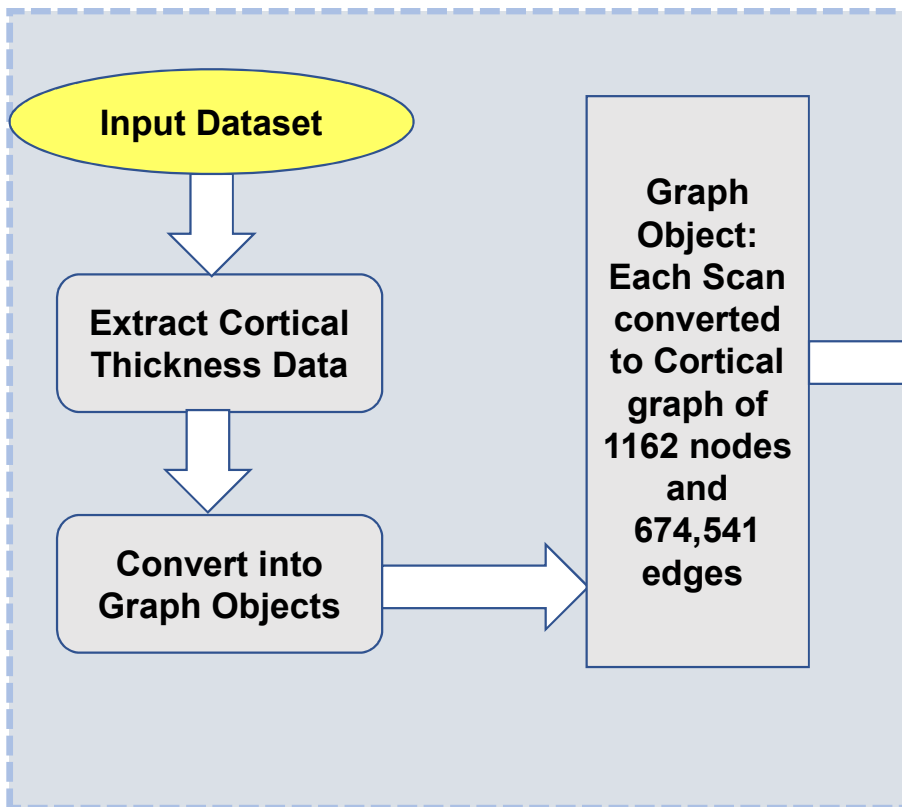 Input Dataset
Extract Cortical
Thickness Data
Convert into
Graph Objects
Graph
Object:
Each Scan
converted
to Cortical
graph of
1162 nodes
and
674,541
edges